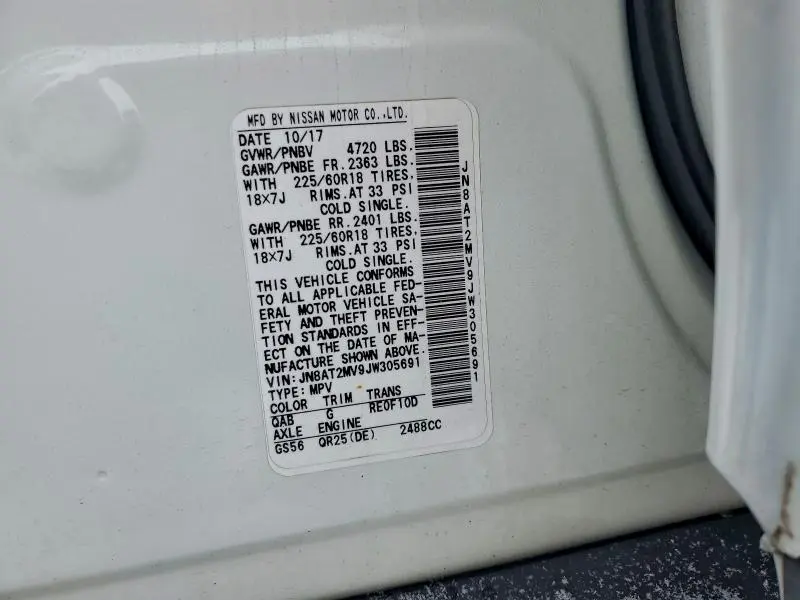 MFD BY NISSAN MOTOR CO.,LTD.
DATE 10/17
GVWR/PNBV 4720 LBS.
GAWR/PNBE FR. 2363 LBS.
WITH 225/60R18 TIRES,
18X7J RIMS.AT 33 PSI
COLD SINGLE.
GAWR/PNBE RR. 2401 LBS.
WITH 225/60R18 TIRES,
18X7J RIMS.AT 33 PSI
COLD SINGLE.
THIS VEHICLE CONFORMS
TO ALL APPLICABLE FED-
ERAL MOTOR VEHICLE SA-
FETY AND THEFT PREVEN-
TION STANDARDS IN EFF-
ECT ON THE DATE OF MA-
NUFACTURE SHOWN ABOVE.
VIN: JN8AT2MV9JW305691
TYPE: MPV
COLOR TRIM TRANS
QAB G RE0F10D
AXLE ENGINE
GS56 QR25(DE) 2488CC
JN8AT2MV9JW305691